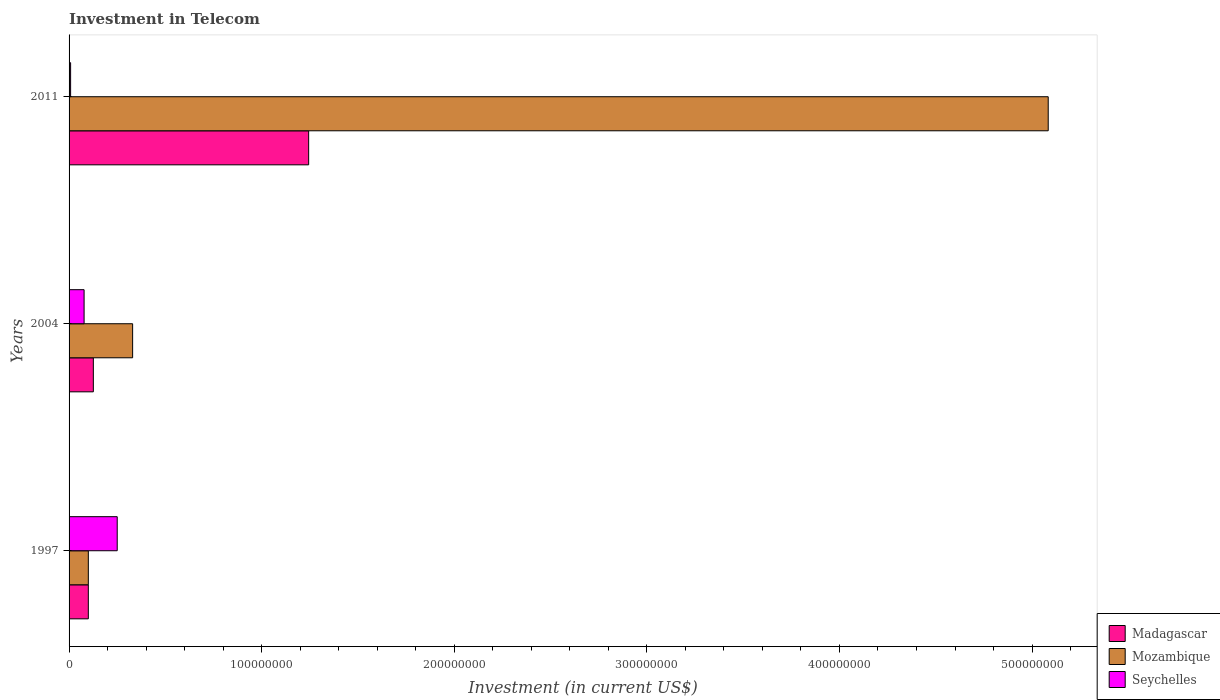 Investment in Telecom
2011
2004
1997
Years
100000000
200000000
300000000
400000000
500000000
0
Investment (in current US$)
Madagascar
Mozambique
Seychelles